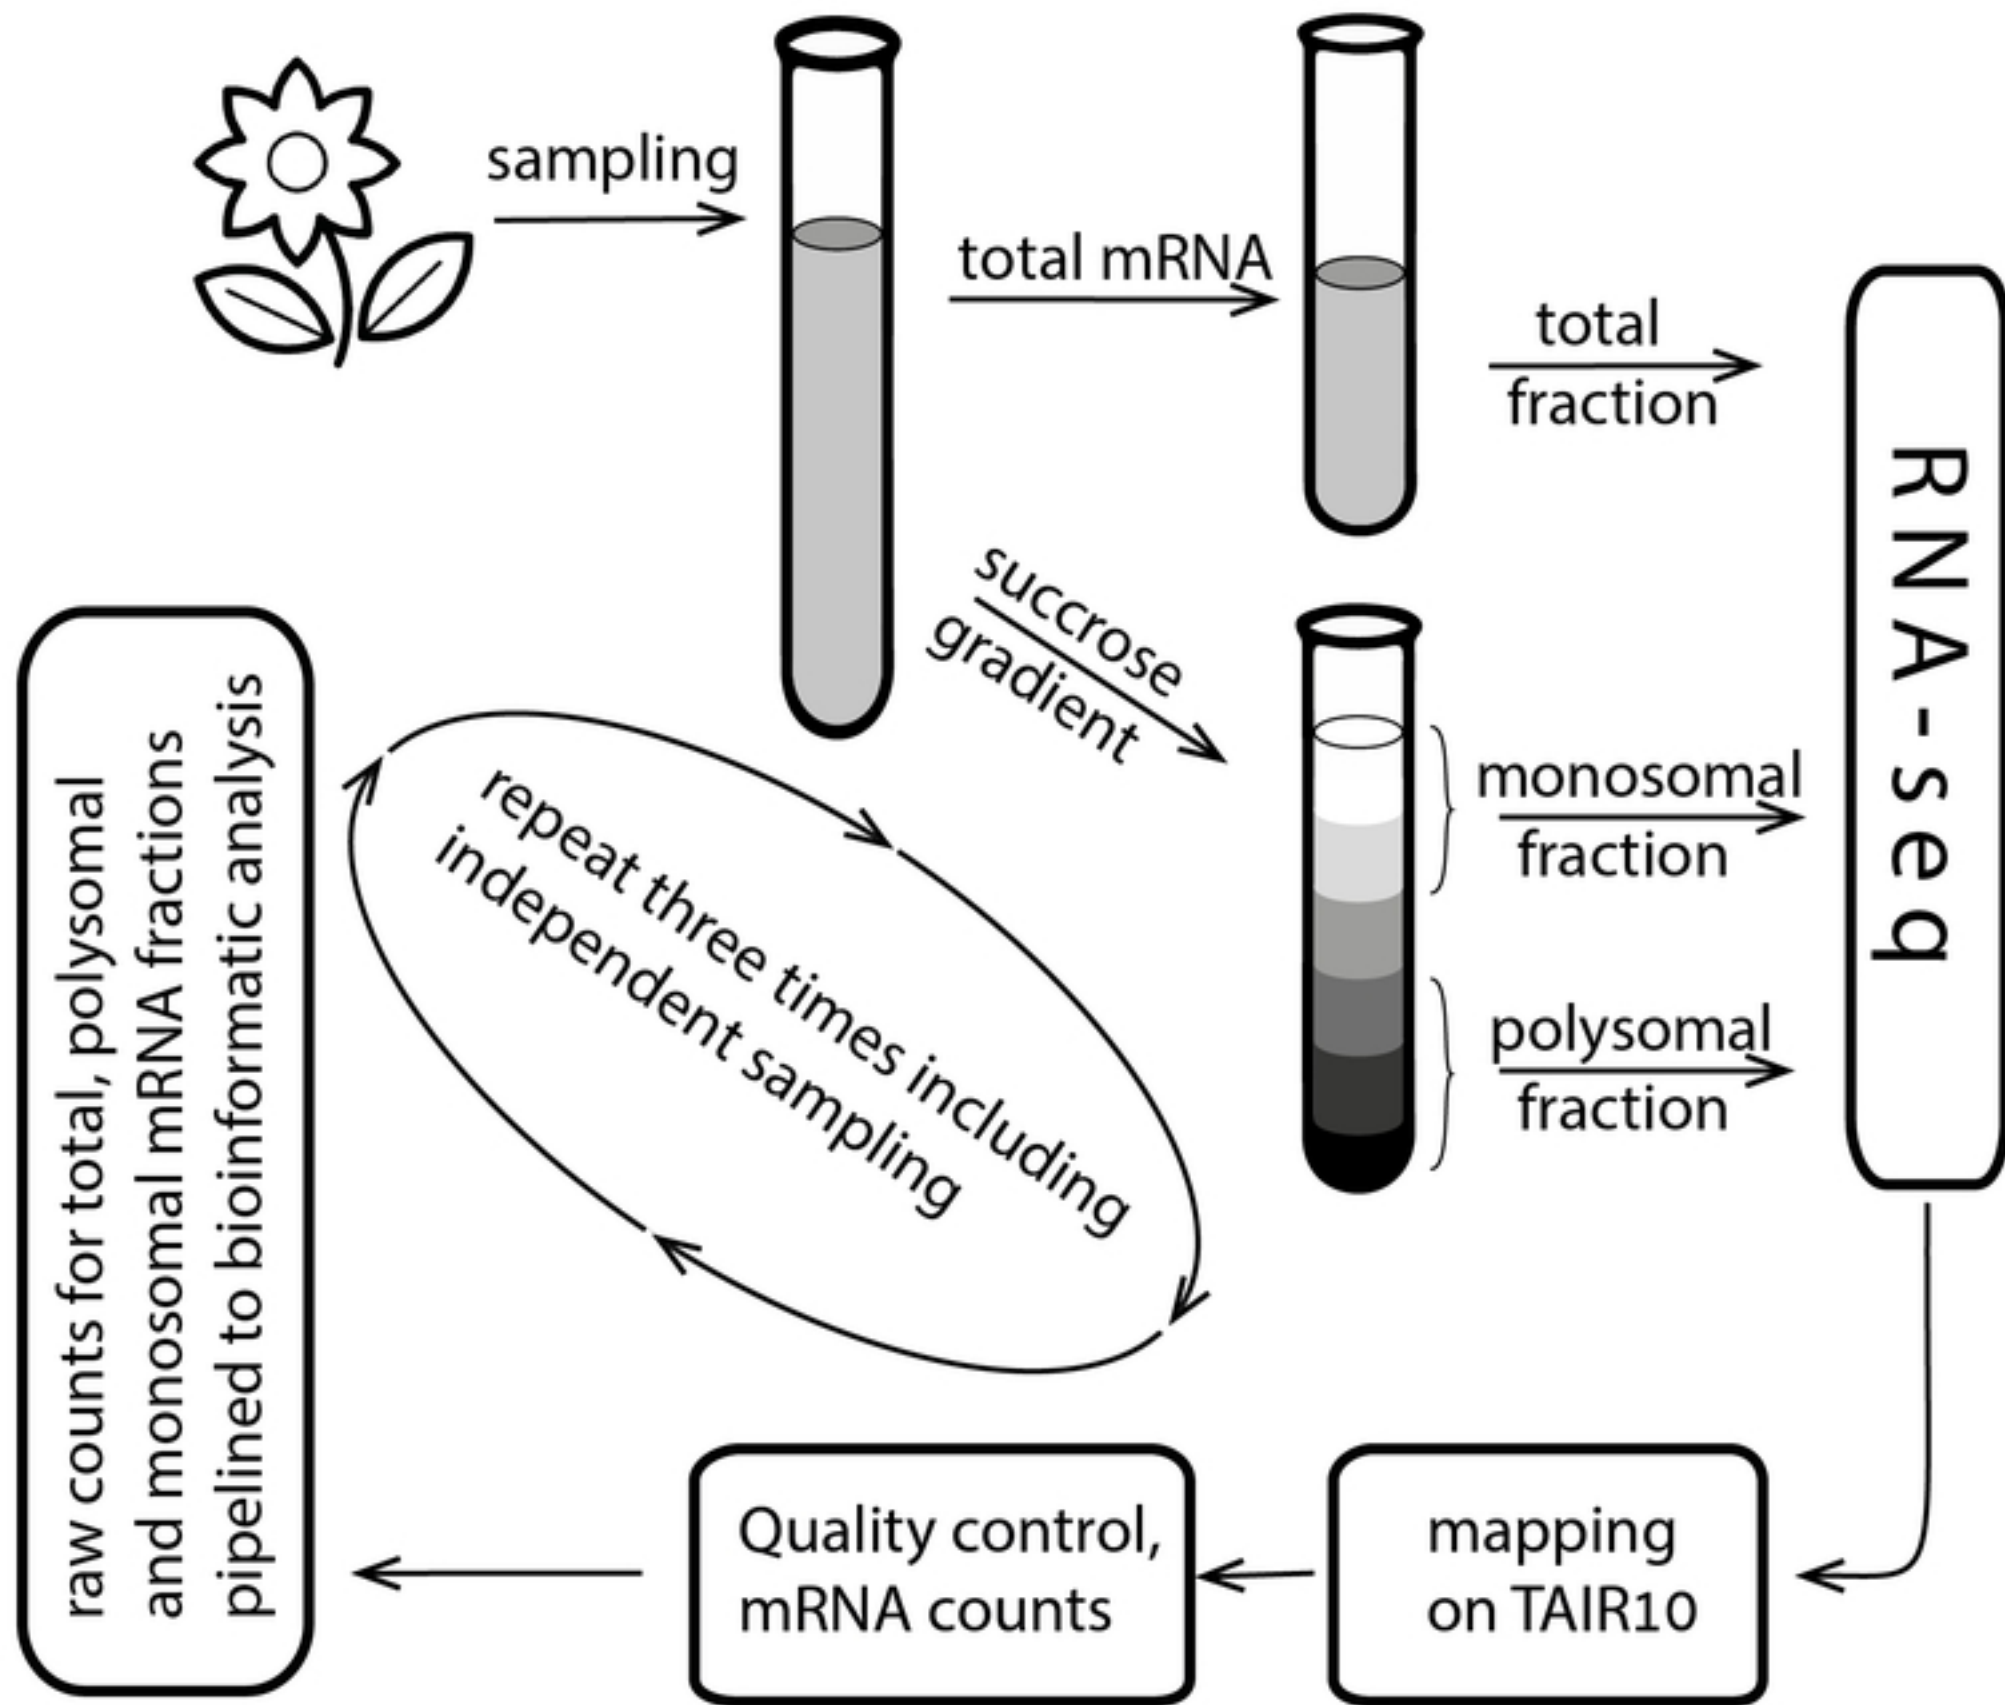 sampling
total mRNA
total
fraction
succrose
gradient
monosomal
fraction
polysomal
fraction
RNA-seq
mapping
on TAIR10
Quality control,
mRNA counts
raw counts for total, polysomal
and monosomal mRNA fractions
pipelined to bioinformatic analysis
repeat three times including
independent sampling